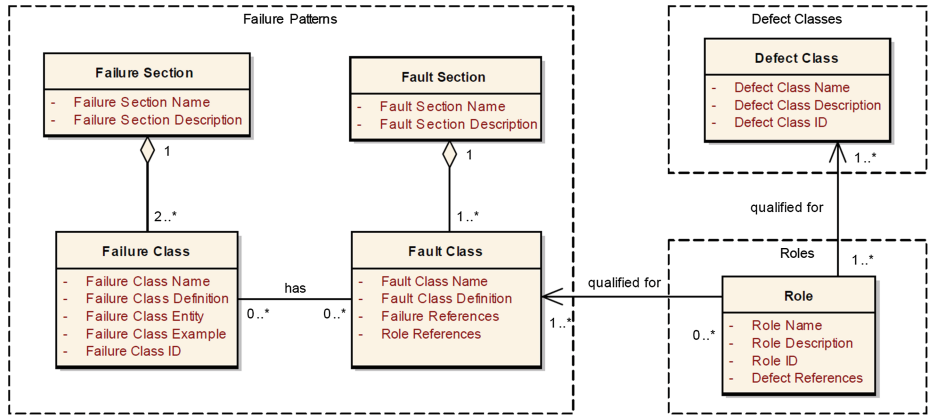 Failure Patterns
Failure Section
- Failure Section Name
- Failure Section Description
1
2..*
Fault Section
- Fault Section Name
- Fault Section Description
1
1..*
Failure Class
- Failure Class Name
- Failure Class Definition
- Failure Class Entity
- Failure Class Example
- Failure Class ID
has
0..*
0..*
Fault Class
- Fault Class Name
- Fault Class Definition
- Failure References
- Role References
qualified for
1..*
0..*
Defect Classes
Defect Class
- Defect Class Name
- Defect Class Description
- Defect Class ID
1..*
qualified for
1..*
Roles
Role
- Role Name
- Role Description
- Role ID
- Defect References